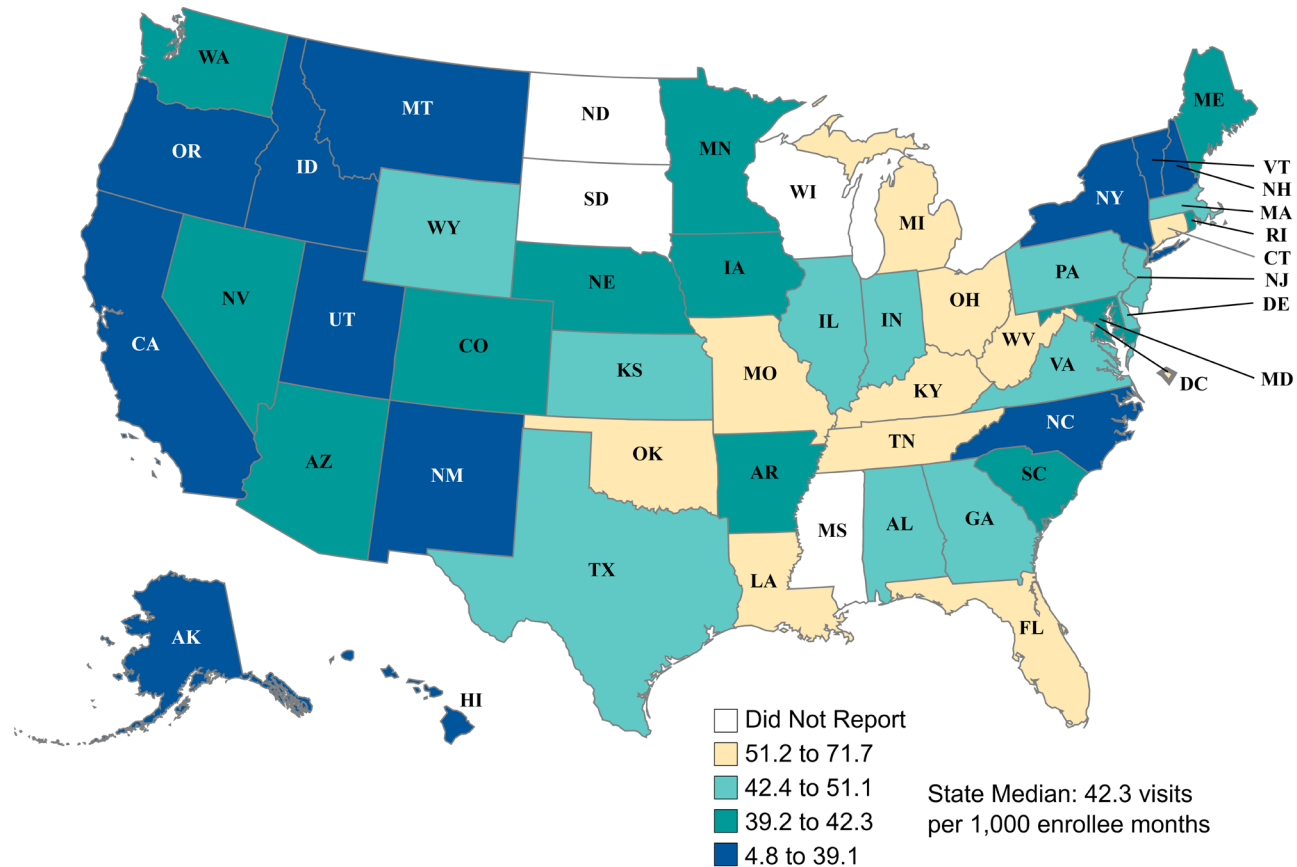 WA
ME
MT
ND
MN
OR
ID
SD
WI
VT
NH
NY
MA
WY
MI
RI
CT
IA
PA
NJ
NE
OH
DE
NV
IL
IN
UT
CA
CO
WV
VA
MO
KS
KY
MD
DC
NC
TN
OK
AZ
NM
AR
SC
MS
AL
GA
TX
LA
FL
AK
HI
Did Not Report
51.2 to 71.7
42.4 to 51.1
39.2 to 42.3
4.8 to 39.1
State Median: 42.3 visits
per 1,000 enrollee months